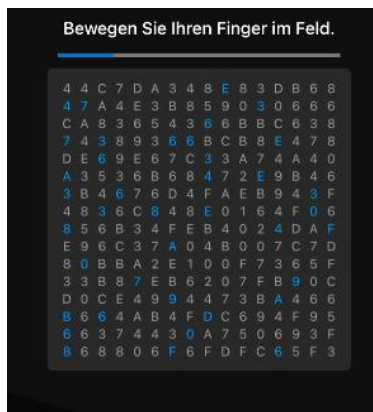 Bewegen Sie Ihren Finger im Feld.
4 4 C 7 D A 3 4 8 E 8 3 D B 6 8
4 7 A 4 E 3 B 8 5 9 0 3 0 6 6 6
C A 8 3 6 5 4 3 6 6 B B C 6 3 8
7 4 3 8 9 3 6 6 B C B 8 E 4 7 8
D E 6 9 E 6 7 C 3 3 A 7 4 A 4 0
A 3 5 3 6 B 6 8 4 7 2 E 9 B 4 6
3 B 4 6 7 6 D 4 F A E B 9 4 3 F
4 8 3 6 C 8 4 8 E 0 1 6 4 F 0 6
8 5 6 B 3 4 F E B 4 0 2 4 D A F
E 9 6 C 3 7 A 0 4 B 0 0 7 C 7 D
8 0 B B A 2 E 1 0 0 F 7 3 6 5 F
3 3 B 8 7 E B 6 2 0 7 F B 9 0 C
D 0 C E 4 9 9 4 4 7 3 B A 4 6 6
B 6 6 4 A B 4 F D C 6 9 4 F 9 5
6 6 3 7 4 4 3 0 A 7 5 0 6 9 3 F
8 6 8 8 0 6 F 6 F D F C 6 5 F 3